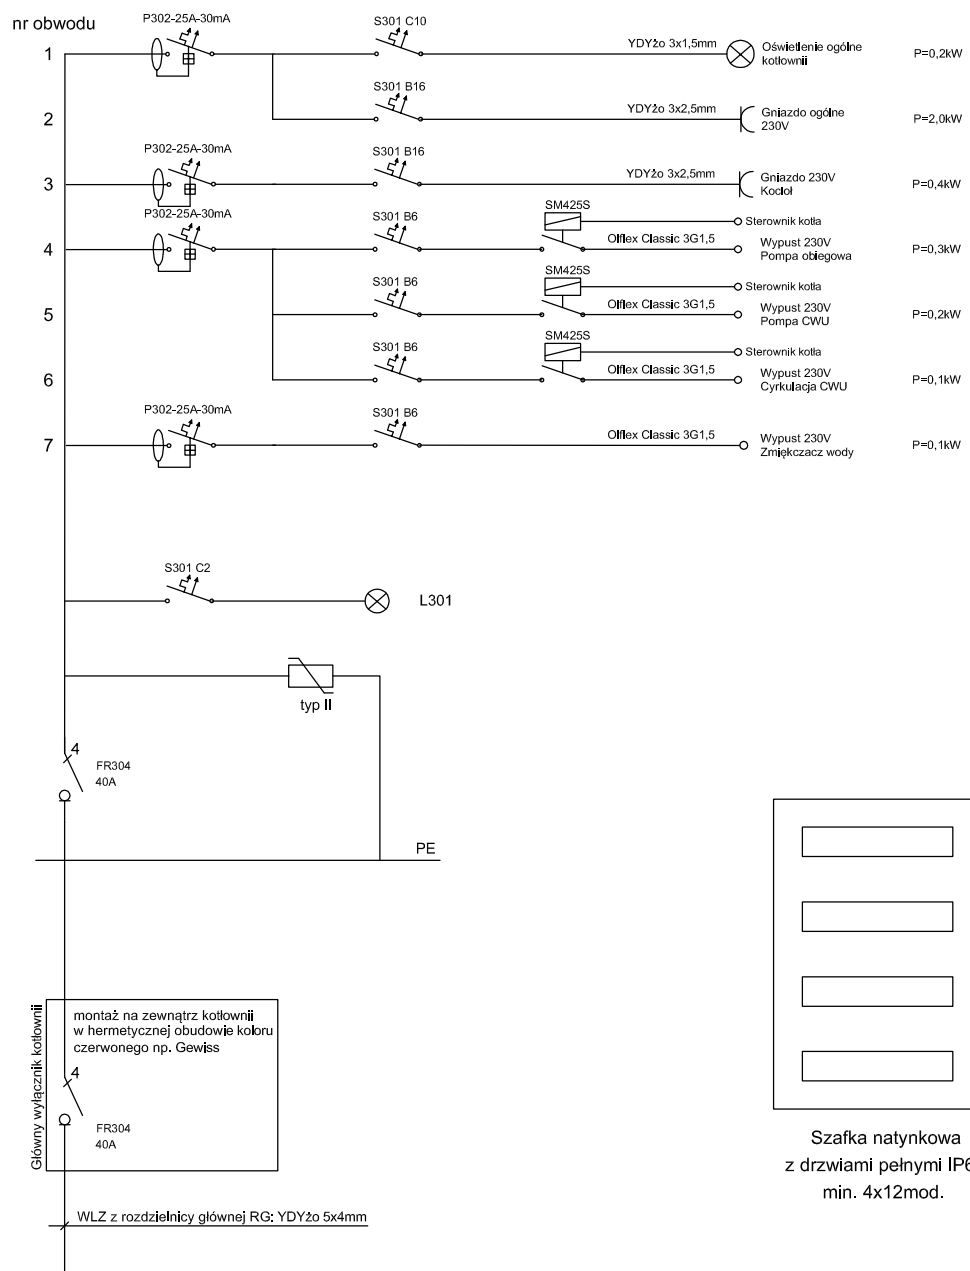 nr obwodu
P302-25A-30mA
S301 C10
1
YDYżo 3x1,5mm
Oświetlenie ogólne
kotłownii
P=0,2kW
S301 B16
2
YDYżo 3x2,5mm
Gniazdo ogólne
230V
P=2,0kW
P302-25A-30mA
S301 B16
3
YDYżo 3x2,5mm
Gniazdo 230V
Kocioł
P=0,4kW
P302-25A-30mA
S301 B6
SM425S
Sterownik kotła
4
Olflex Classic 3G1,5
Wypust 230V
Pompa obiegowa
P=0,3kW
S301 B6
SM425S
Sterownik kotła
5
Olflex Classic 3G1,5
Wypust 230V
Pompa CWU
P=0,2kW
S301 B6
SM425S
Sterownik kotła
6
Olflex Classic 3G1,5
Wypust 230V
Cyrkulacja CWU
P=0,1kW
P302-25A-30mA
S301 B6
7
Olflex Classic 3G1,5
Wypust 230V
Zmiękczacz wody
P=0,1kW
S301 C2
L301
typ II
4
FR304
40A
PE
Główny wyłącznik kotłownii
montaż na zewnątrz kotłownii
w hermetycznej obudowie koloru
czerwonego np. Gewiss
4
FR304
40A
WLZ z rozdzielnicy głównej RG: YDYżo 5x4mm
Szafka natynkowa
z drzwiami pełnymi
min. 4x12mod.